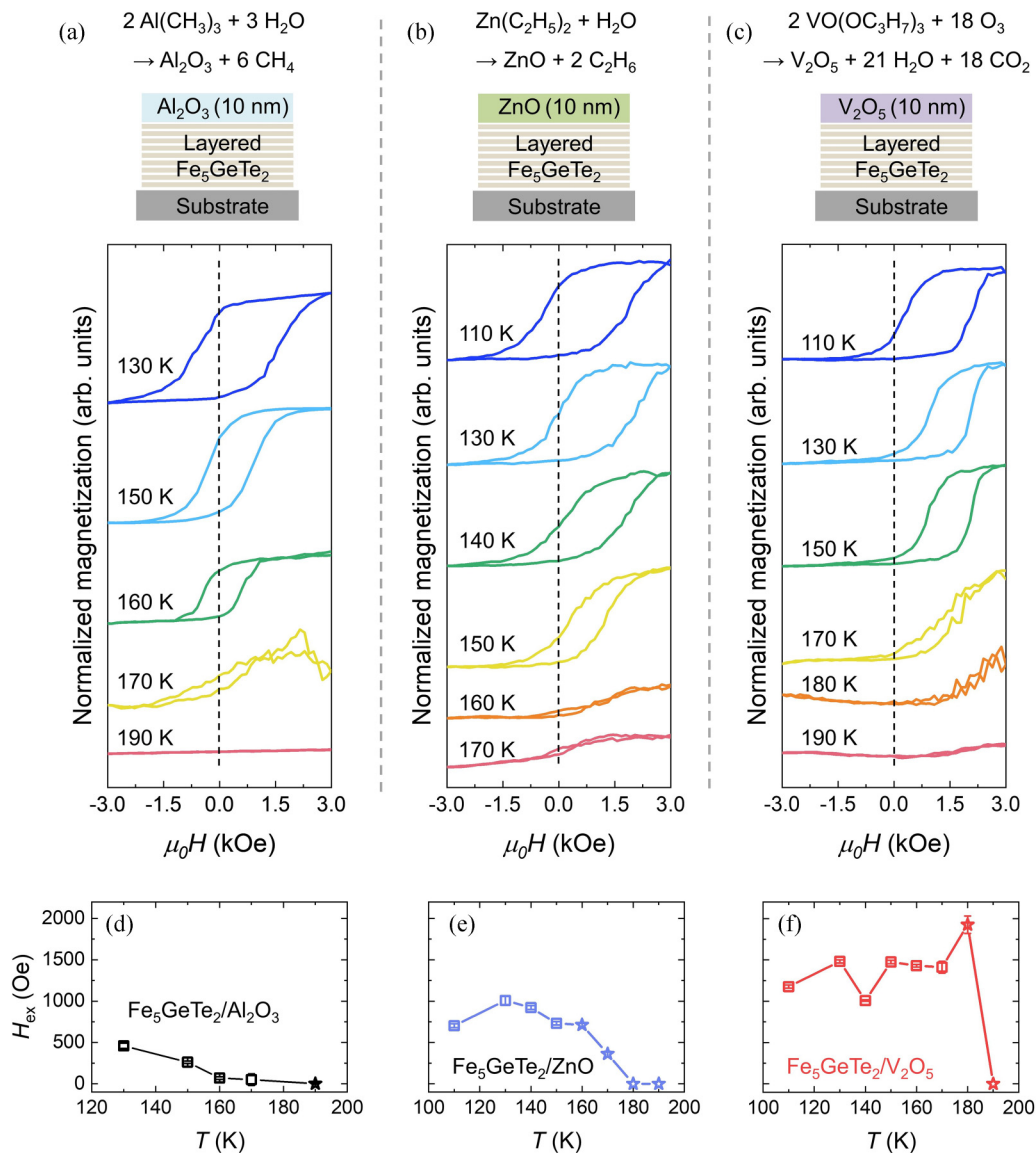 (a)
2 Al(CH₃)₃ + 3 H₂O
→ Al₂O₃ + 6 CH₄
Al₂O₃ (10 nm)
Layered
Fe₅GeTe₂
Substrate
(b)
Zn(C₂H₅)₂ + H₂O
→ ZnO + 2 C₂H₆
ZnO (10 nm)
Layered
Fe₅GeTe₂
Substrate
(c)
2 VO(OC₃H₇)₃ + 18 O₃
→ V₂O₅ + 21 H₂O + 18 CO₂
V₂O₅ (10 nm)
Layered
Fe₅GeTe₂
Substrate
Normalized magnetization (arb. units)
130 K
150 K
160 K
170 K
190 K
-3.0 -1.5 0.0 1.5 3.0
μ₀H (kOe)
Normalized magnetization (arb. units)
110 K
130 K
140 K
150 K
160 K
170 K
-3.0 -1.5 0.0 1.5 3.0
μ₀H (kOe)
Normalized magnetization (arb. units)
110 K
130 K
150 K
170 K
180 K
190 K
-3.0 -1.5 0.0 1.5 3.0
μ₀H (kOe)
(d)
Hₑₓ (Oe)
2000
1500
1000
500
0
Fe₅GeTe₂/Al₂O₃
120 140 160 180 200
T (K)
(e)
Fe₅GeTe₂/ZnO
100 120 140 160 180 200
T (K)
(f)
Fe₅GeTe₂/V₂O₅
100 120 140 160 180 200
T (K)